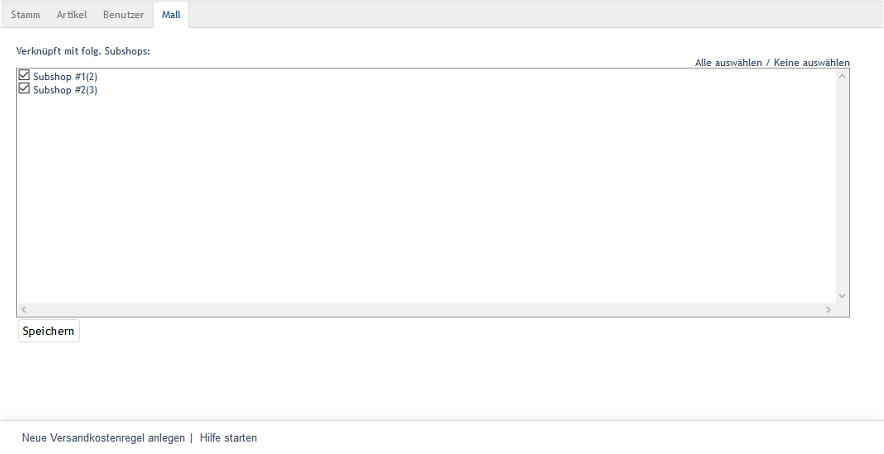 Stamm Artikel Benutzer Mall
Verknüpft mit folg. Subshops:
Alle auswählen / Keine auswählen
Subshop #1(2)
Subshop #2(3)
Speichern
Neue Versandkostenregel anlegen | Hilfe starten